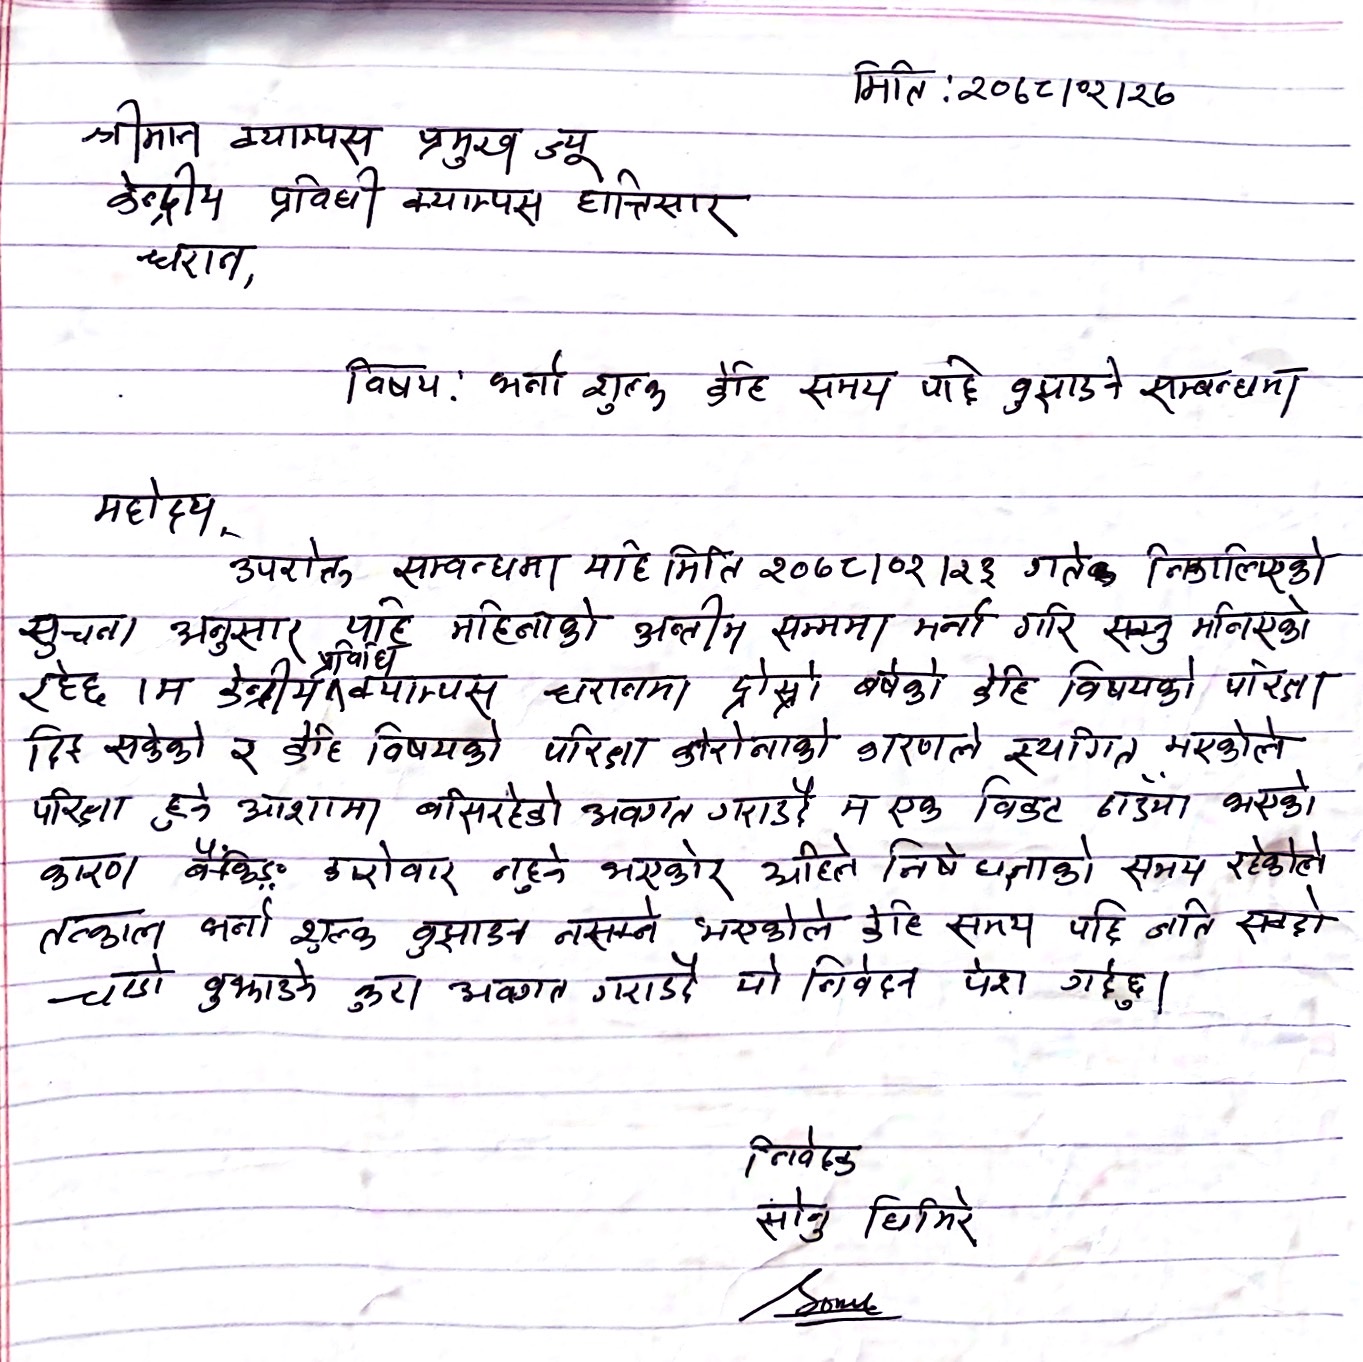 मिति : २०७८।०२।२७
श्रीमान क्याम्पस प्रमुख ज्यू
केन्द्रीय प्रविधी क्याम्पस हात्तिसार
धरान,
विषय : भर्ना शुल्क केहि समय पछि बुझाउने सम्बन्धमा
महोदय,
उपरोक्त सम्बन्धमा यहि मिति २०७८।०२।२३ गतेक निकालिएको
सुचना अनुसार यहि महिनाको अन्तीम सम्ममा भर्ना गरि सक्नु भनिएको
रहेछ । म केन्द्रीय प्रविधि क्याम्पस धरानमा दोस्रो बर्षको केहि विषयको परिक्षा
दिइ सकेको र केहि विषयको परिक्षा कोरोनाको कारणले स्थगित भएकोले
परिक्षा हुने आशामा बसिरहेको अवगत गराउदै म एक विकट ठाउँमा भएको
कारण बैंकिङ्ग कारोवार नहुने भएकोर अहिले निषेधाज्ञाको समय रहेकोले
तत्काल भर्ना शुल्क बुझाउन नसक्ने भएकोले केहि समय पछि जति सक्दो
चाडो बुझाउने कुरा अवगत गराउदै यो निवेदन पेश गर्दछु।
निवेदक
सोनु घिमिरे
Sonu